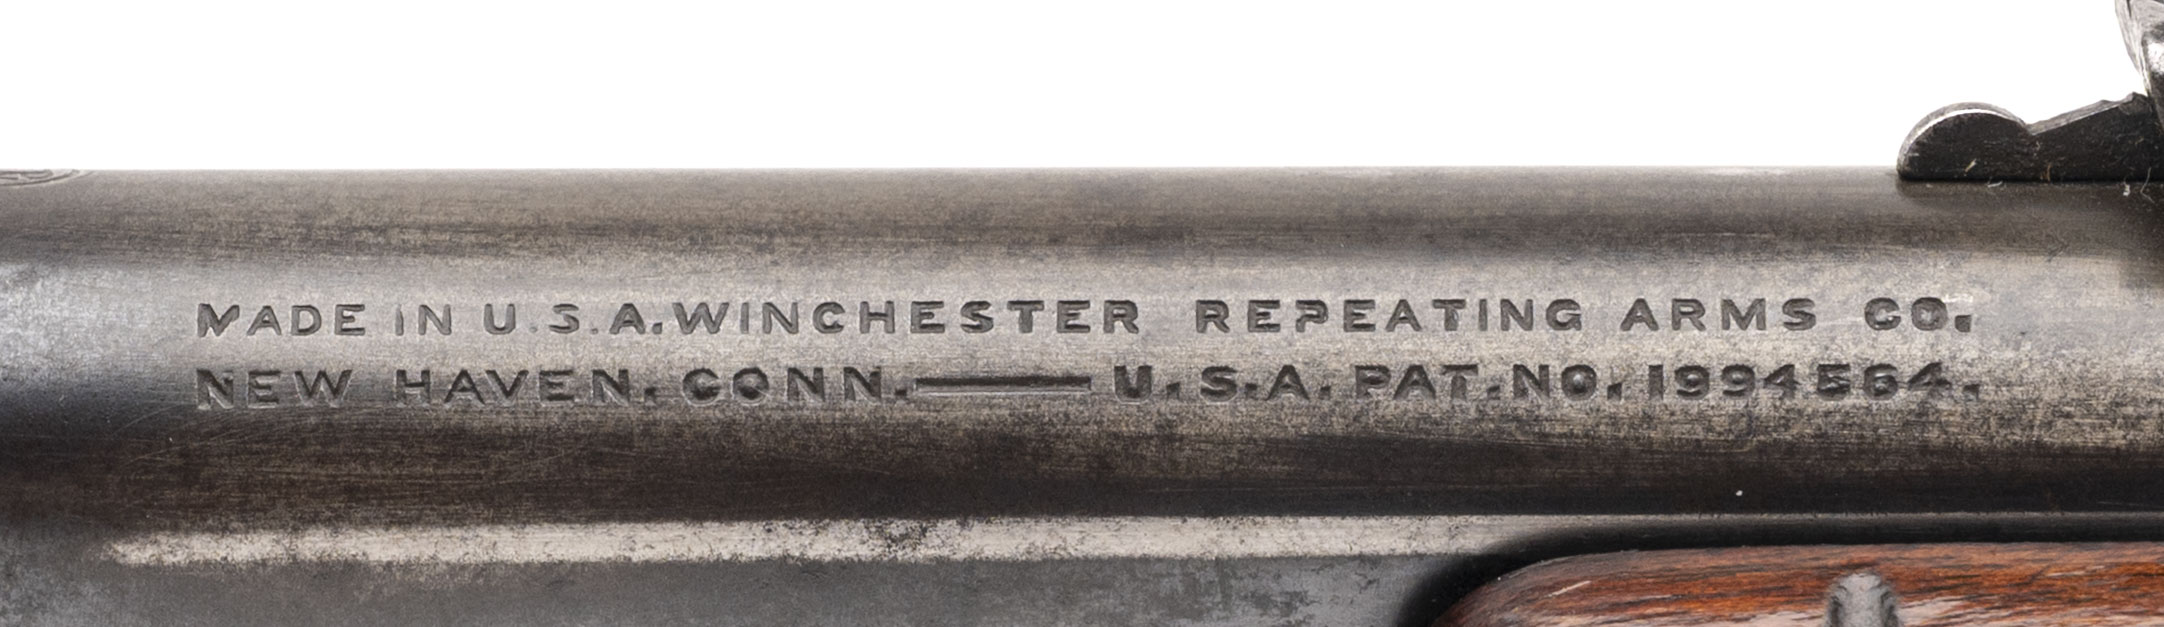 MADE IN U.S.A. WINCHESTER REPEATING ARMS CO.
NEW HAVEN. CONN. — U.S.A. PAT. NO. 1994564.